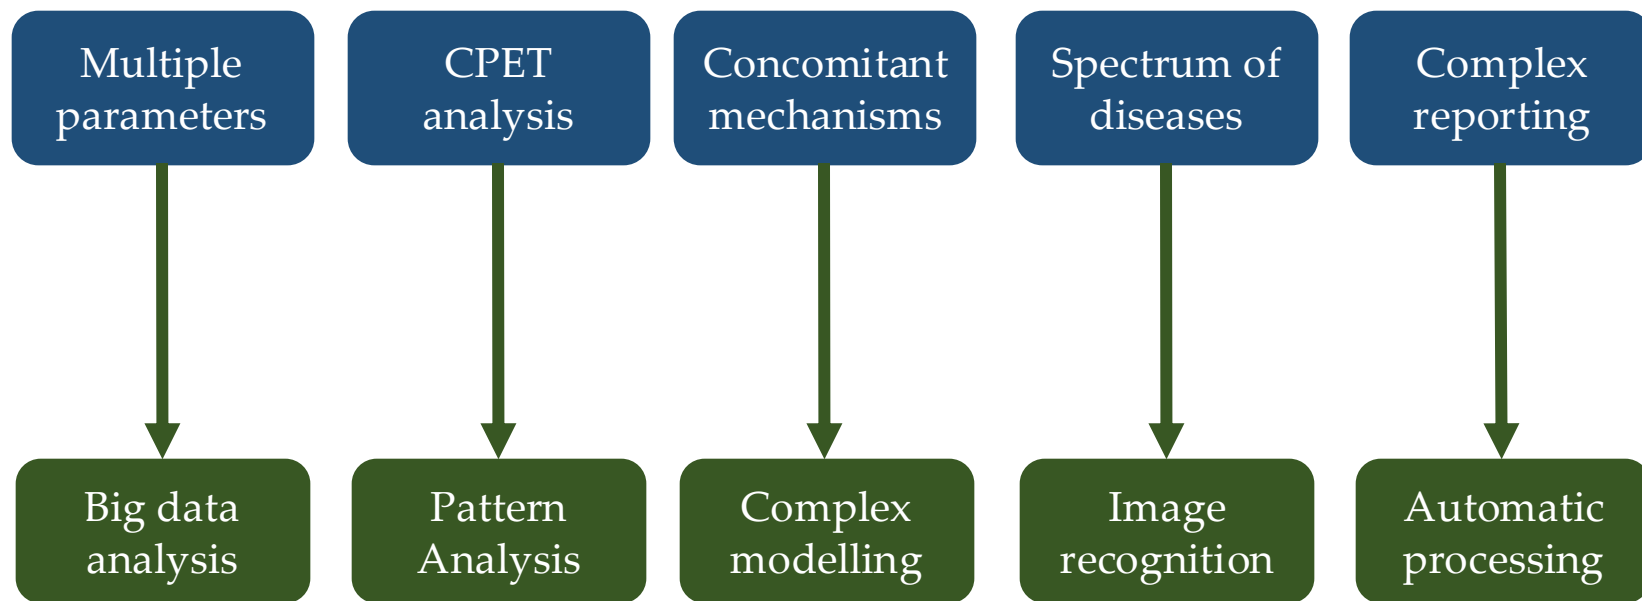 Multiple
parameters
CPET
analysis
Concomitant
mechanisms
Spectrum of
diseases
Complex
reporting
Big data
analysis
Pattern
Analysis
Complex
modelling
Image
recognition
Automatic
processing